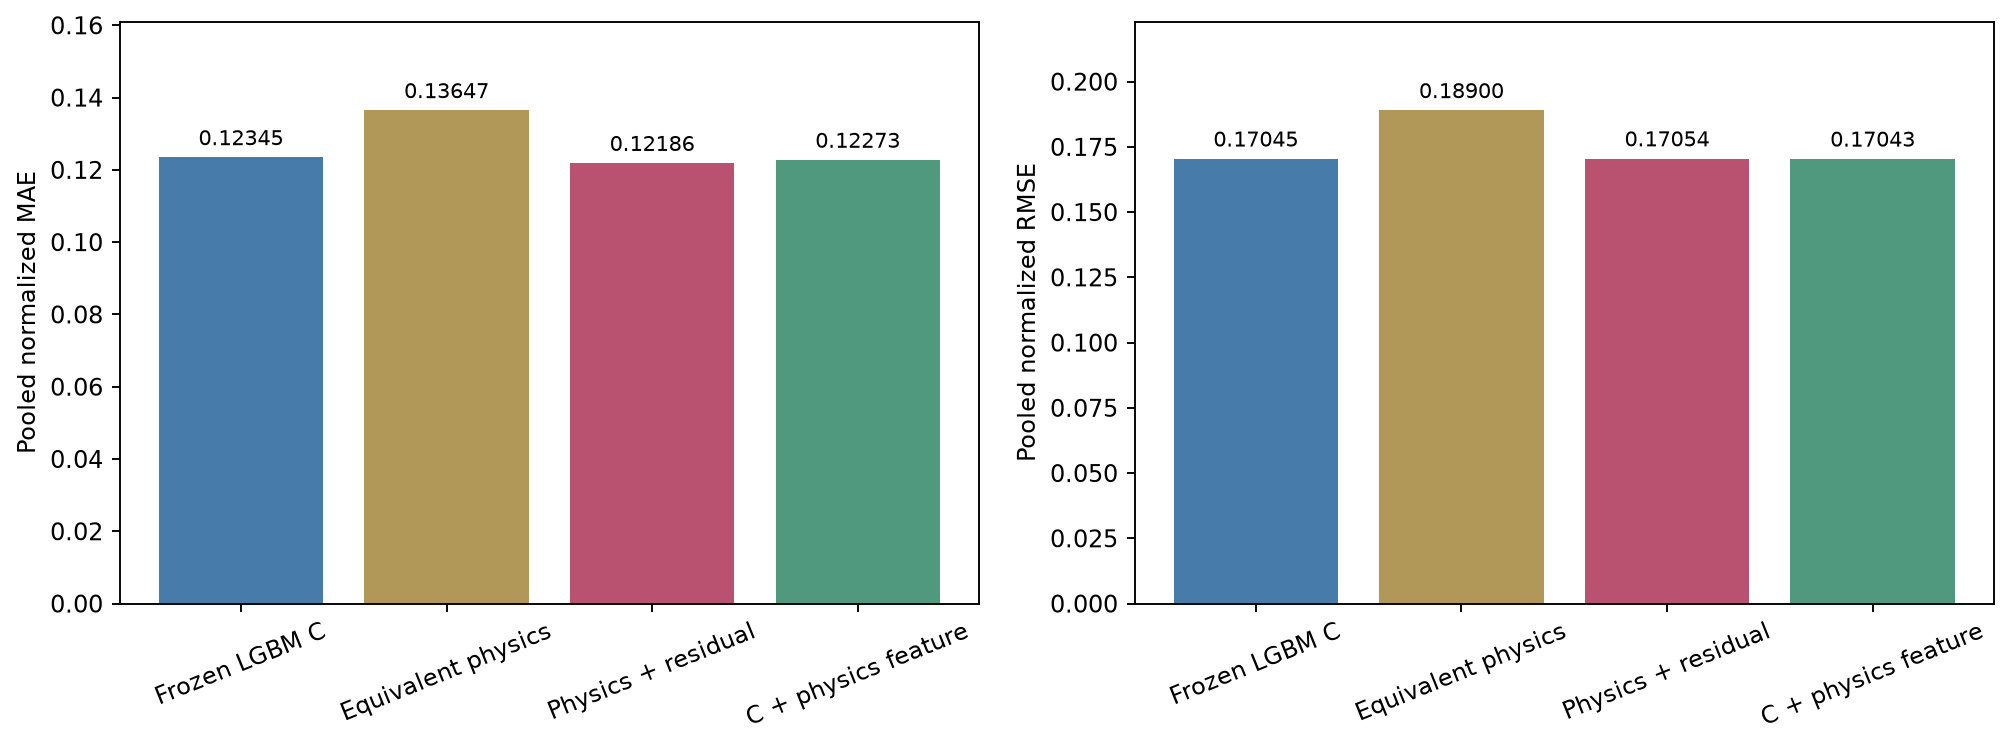 Pooled normalized MAE
0.16
0.14
0.12
0.10
0.08
0.06
0.04
0.02
0.00
0.12345
0.13647
0.12186
0.12273
Frozen LGBM C
Equivalent physics
Physics + residual
C + physics feature
Pooled normalized RMSE
0.200
0.175
0.150
0.125
0.100
0.075
0.050
0.025
0.000
0.17045
0.18900
0.17054
0.17043
Frozen LGBM C
Equivalent physics
Physics + residual
C + physics feature